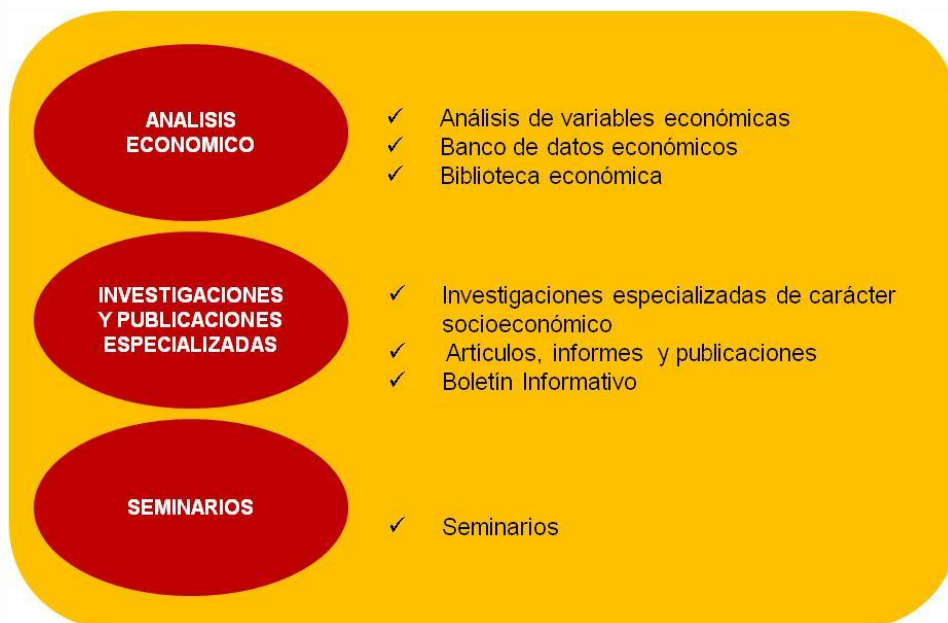 ANALISIS
ECONOMICO
✓ Análisis de variables económicas
✓ Banco de datos económicos
✓ Biblioteca económica
INVESTIGACIONES
Y PUBLICACIONES
ESPECIALIZADAS
✓ Investigaciones especializadas de carácter
socioeconómico
✓ Artículos, informes y publicaciones
✓ Boletín Informativo
SEMINARIOS
✓ Seminarios